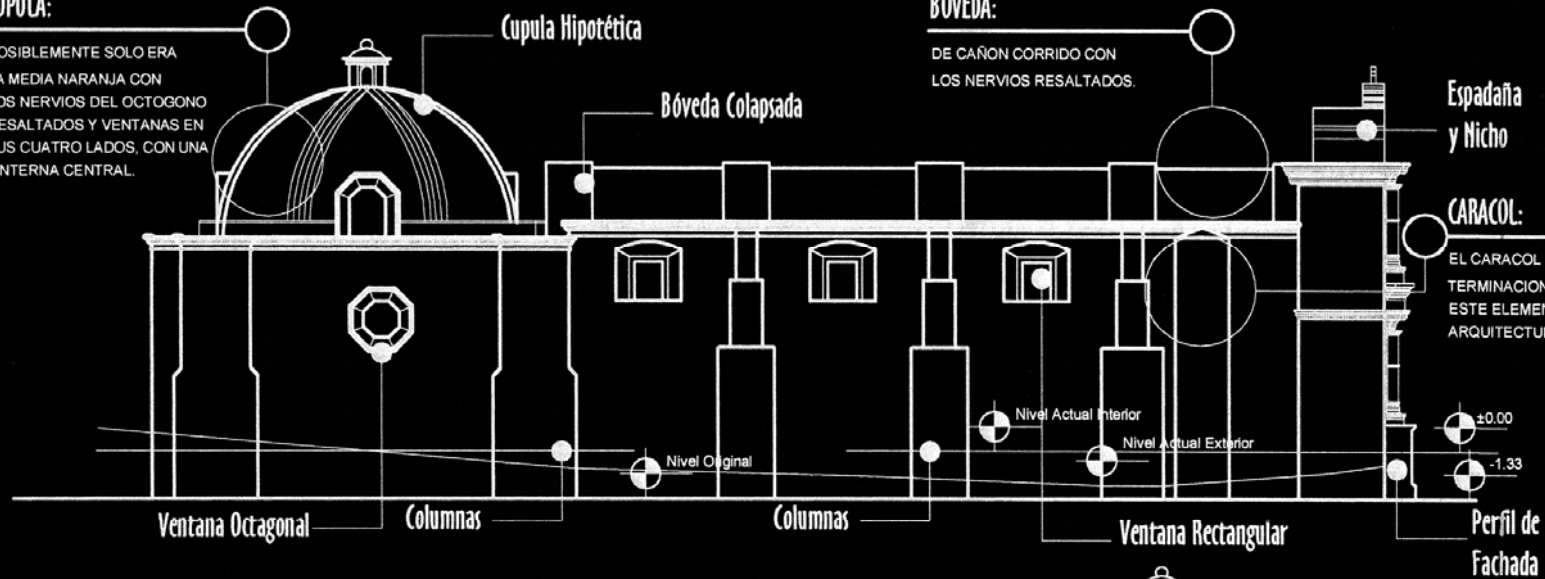 CUPULA:
OSIBLEMENTE SOLO ERA
A MEDIA NARANJA CON
OS NERVIOS DEL OCTOGONO
ESALTADOS Y VENTANAS EN
US CUATRO LADOS, CON UNA
INTERNA CENTRAL.
Cupula Hipotética
Bóveda Colapsada
BOVEDA:
DE CAÑON CORRIDO CON
LOS NERVIOS RESALTADOS.
Espadaña
y Nicho
CARACOL:
EL CARACOL
TERMINACION
ESTE ELEMEN
ARQUITECTU
Nivel Actual Interior
Nivel Actual Exterior
Nivel Original
±0.00
-1.33
Ventana Octagonal
Columnas
Columnas
Ventana Rectangular
Perfil de
Fachada